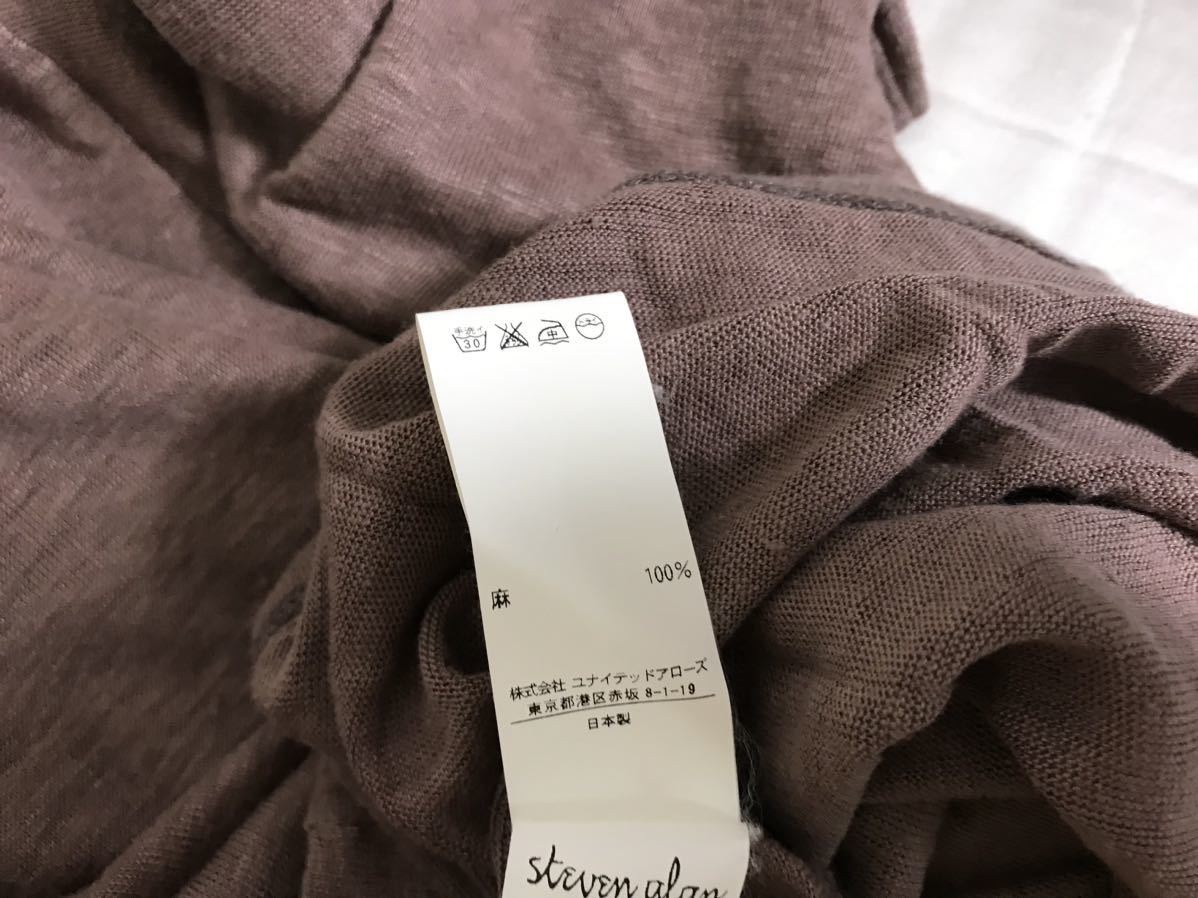 手洗イ
30
中
麻 100%
株式会社 ユナイテッドアローズ
東京都港区赤坂 8-1-19
日本製
steven alan